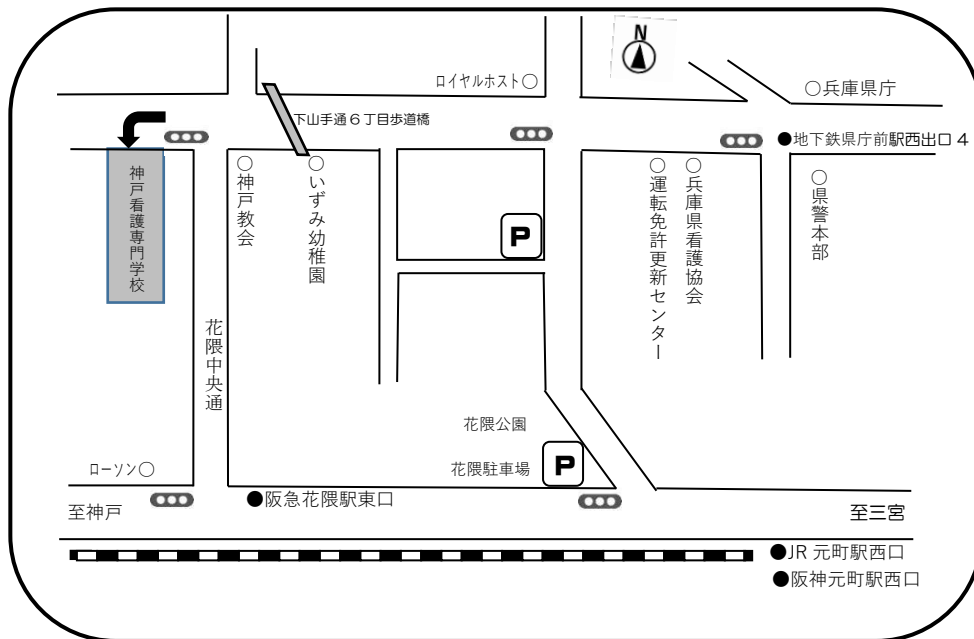 N
ロイヤルホスト○
○兵庫県庁
下山手通6丁目歩道橋
●地下鉄県庁前駅西出口4
神戸看護専門学校
○神戸教会
○いずみ幼稚園
P
○運転免許更新センター
○兵庫県看護協会
○県警本部
花隈中央通
花隈公園
花隈駐車場
P
ローソン○
●阪急花隈駅東口
至神戸
至三宮
●JR 元町駅西口
●阪神元町駅西口